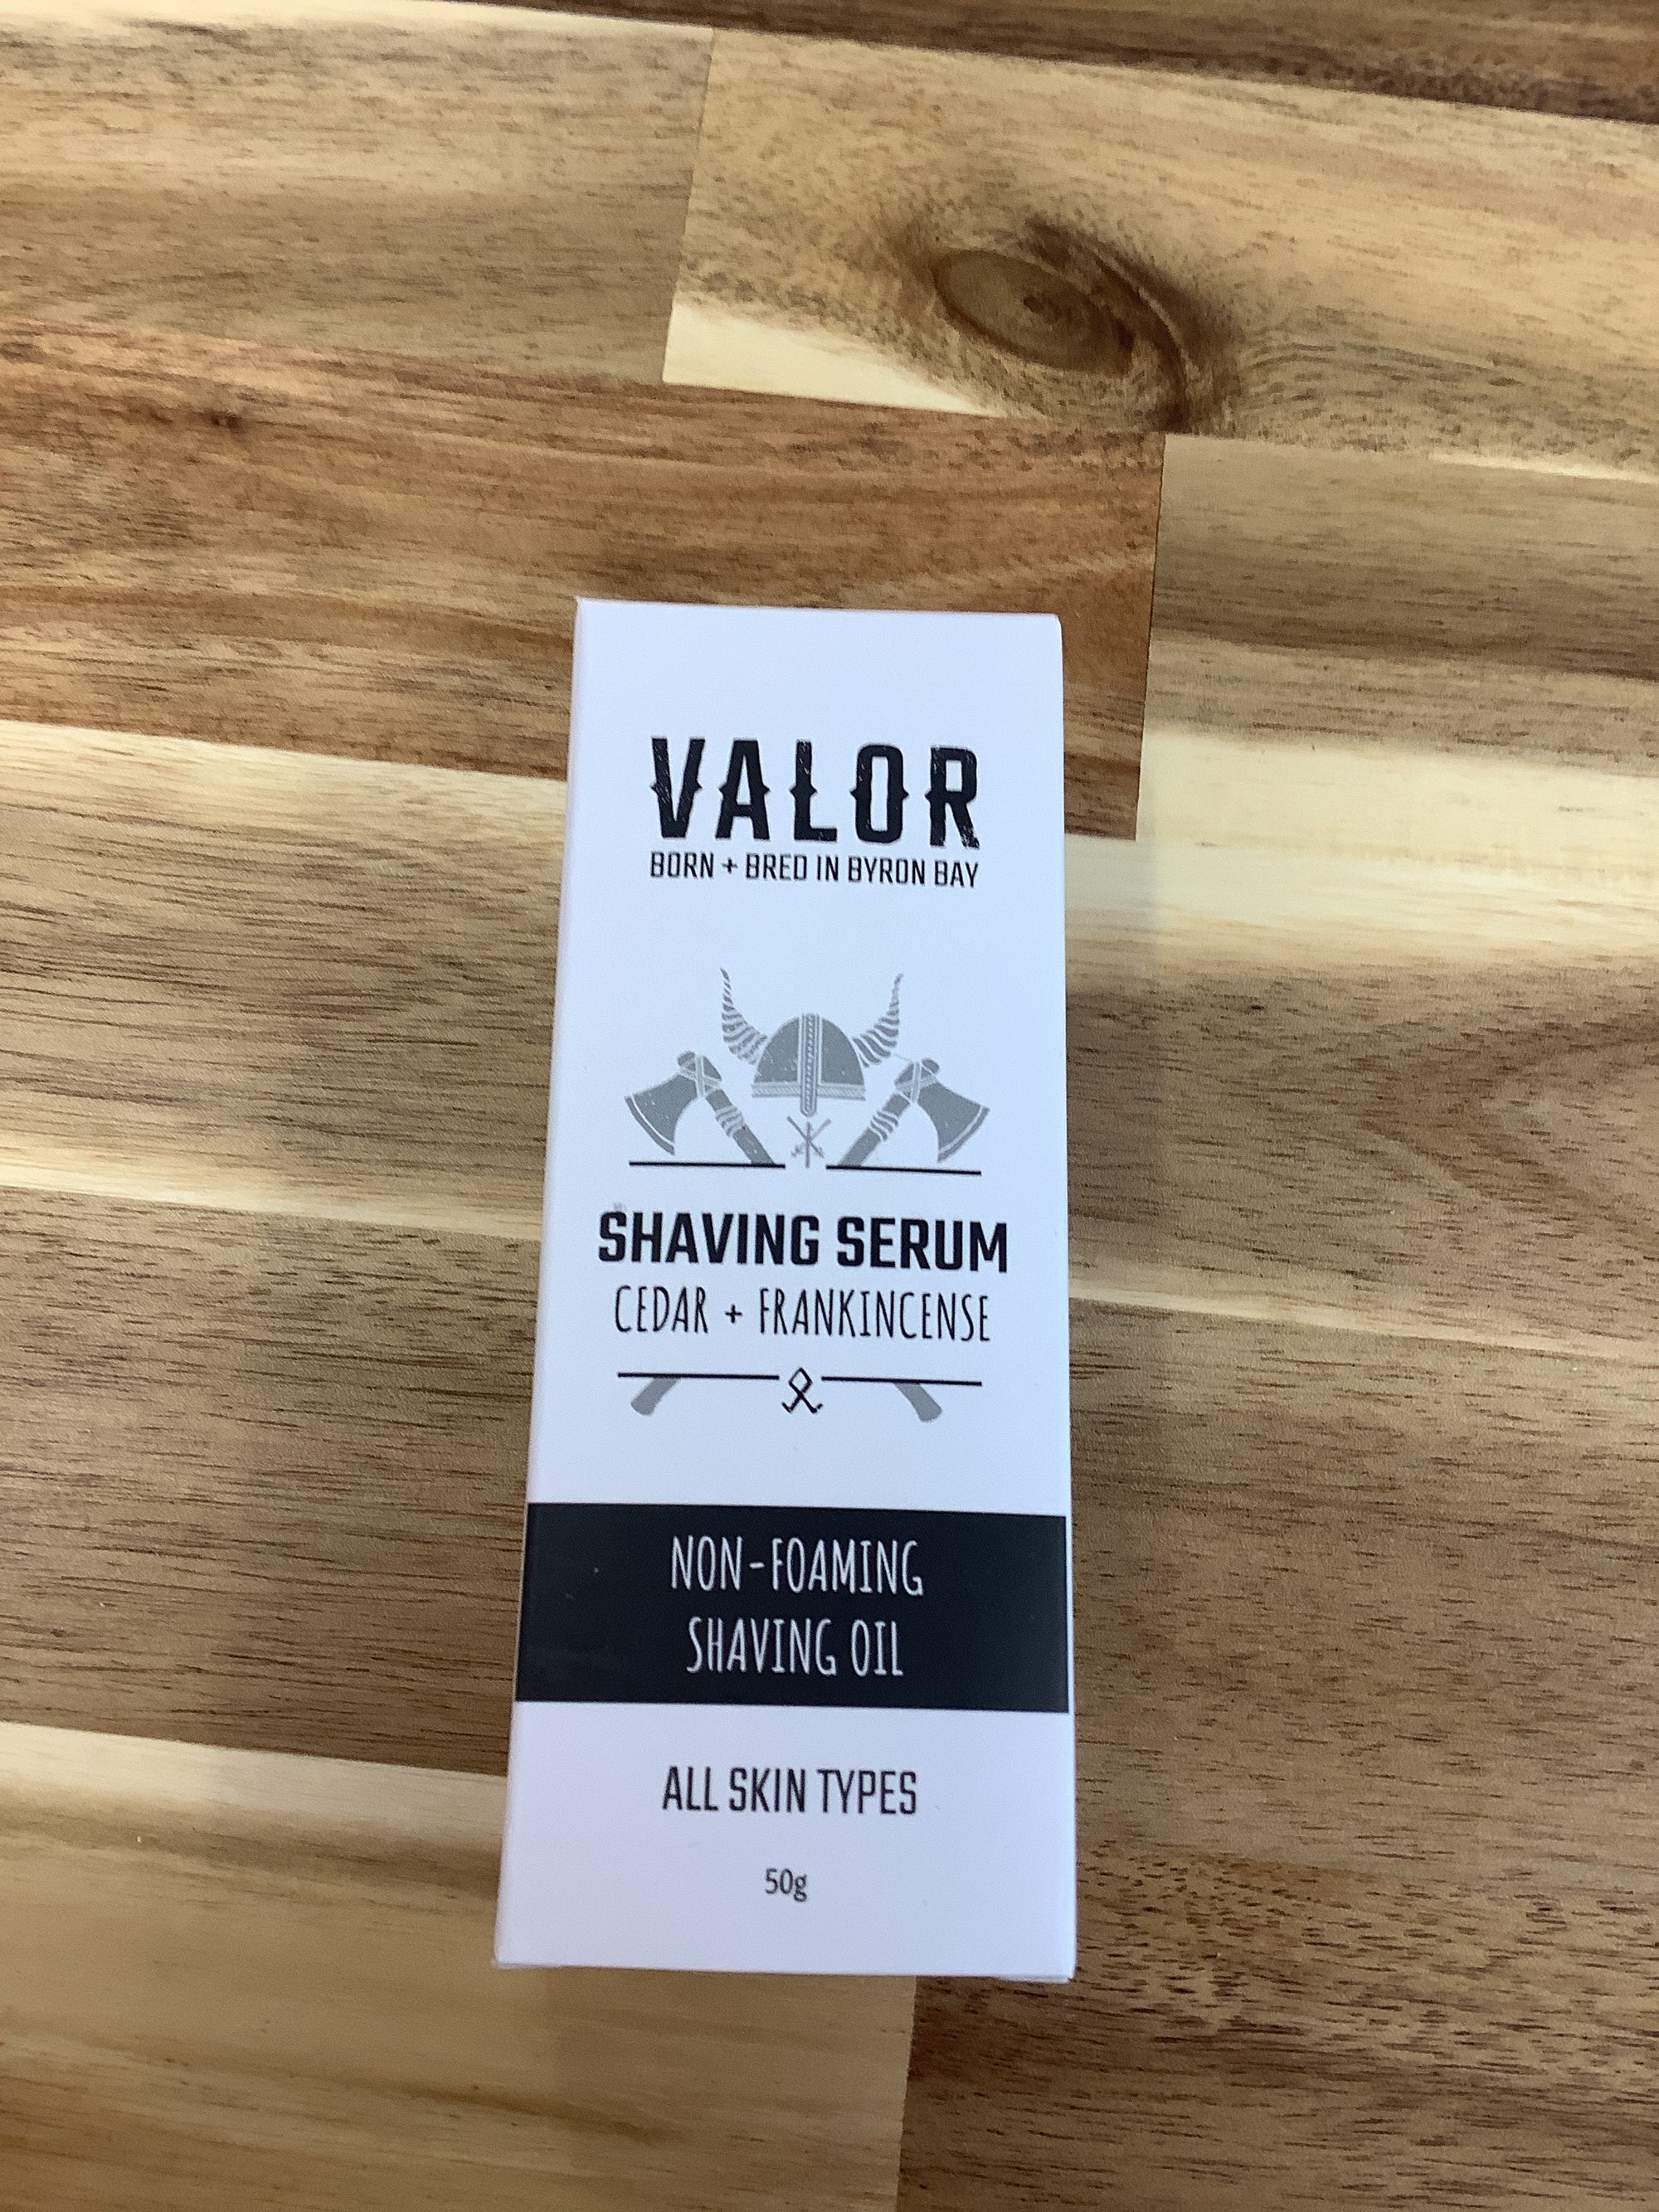 VALOR
BORN + BRED IN BYRON BAY
SHAVING SERUM
CEDAR + FRANKINCENSE
NON-FOAMING
SHAVING OIL
ALL SKIN TYPES
50g